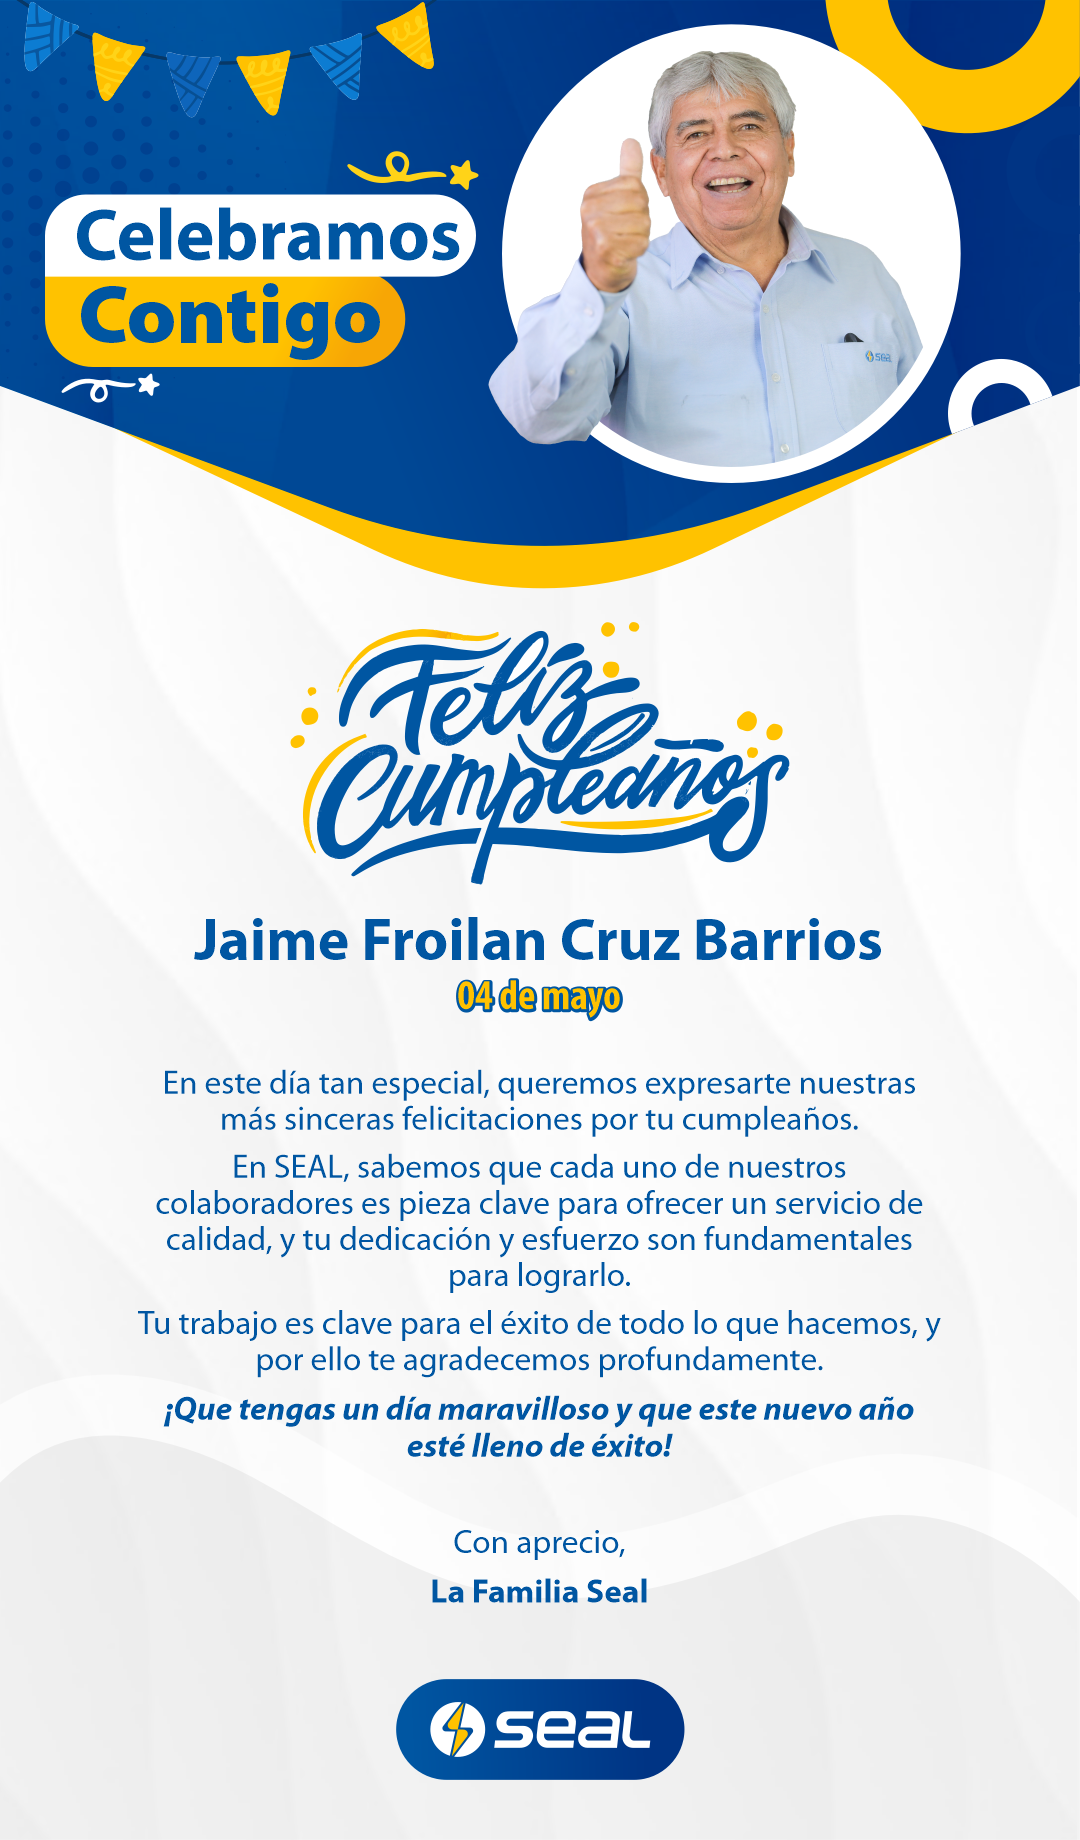 Celebramos
Contigo
seal
Feliz
Cumpleaños
Jaime Froilan Cruz Barrios
04 de mayo
En este día tan especial, queremos expresarte nuestras
más sinceras felicitaciones por tu cumpleaños.
En SEAL, sabemos que cada uno de nuestros
colaboradores es pieza clave para ofrecer un servicio de
calidad, y tu dedicación y esfuerzo son fundamentales
para lograrlo.
Tu trabajo es clave para el éxito de todo lo que hacemos, y
por ello te agradecemos profundamente.
¡Que tengas un día maravilloso y que este nuevo año
esté lleno de éxito!
Con aprecio,
La Familia Seal
seal